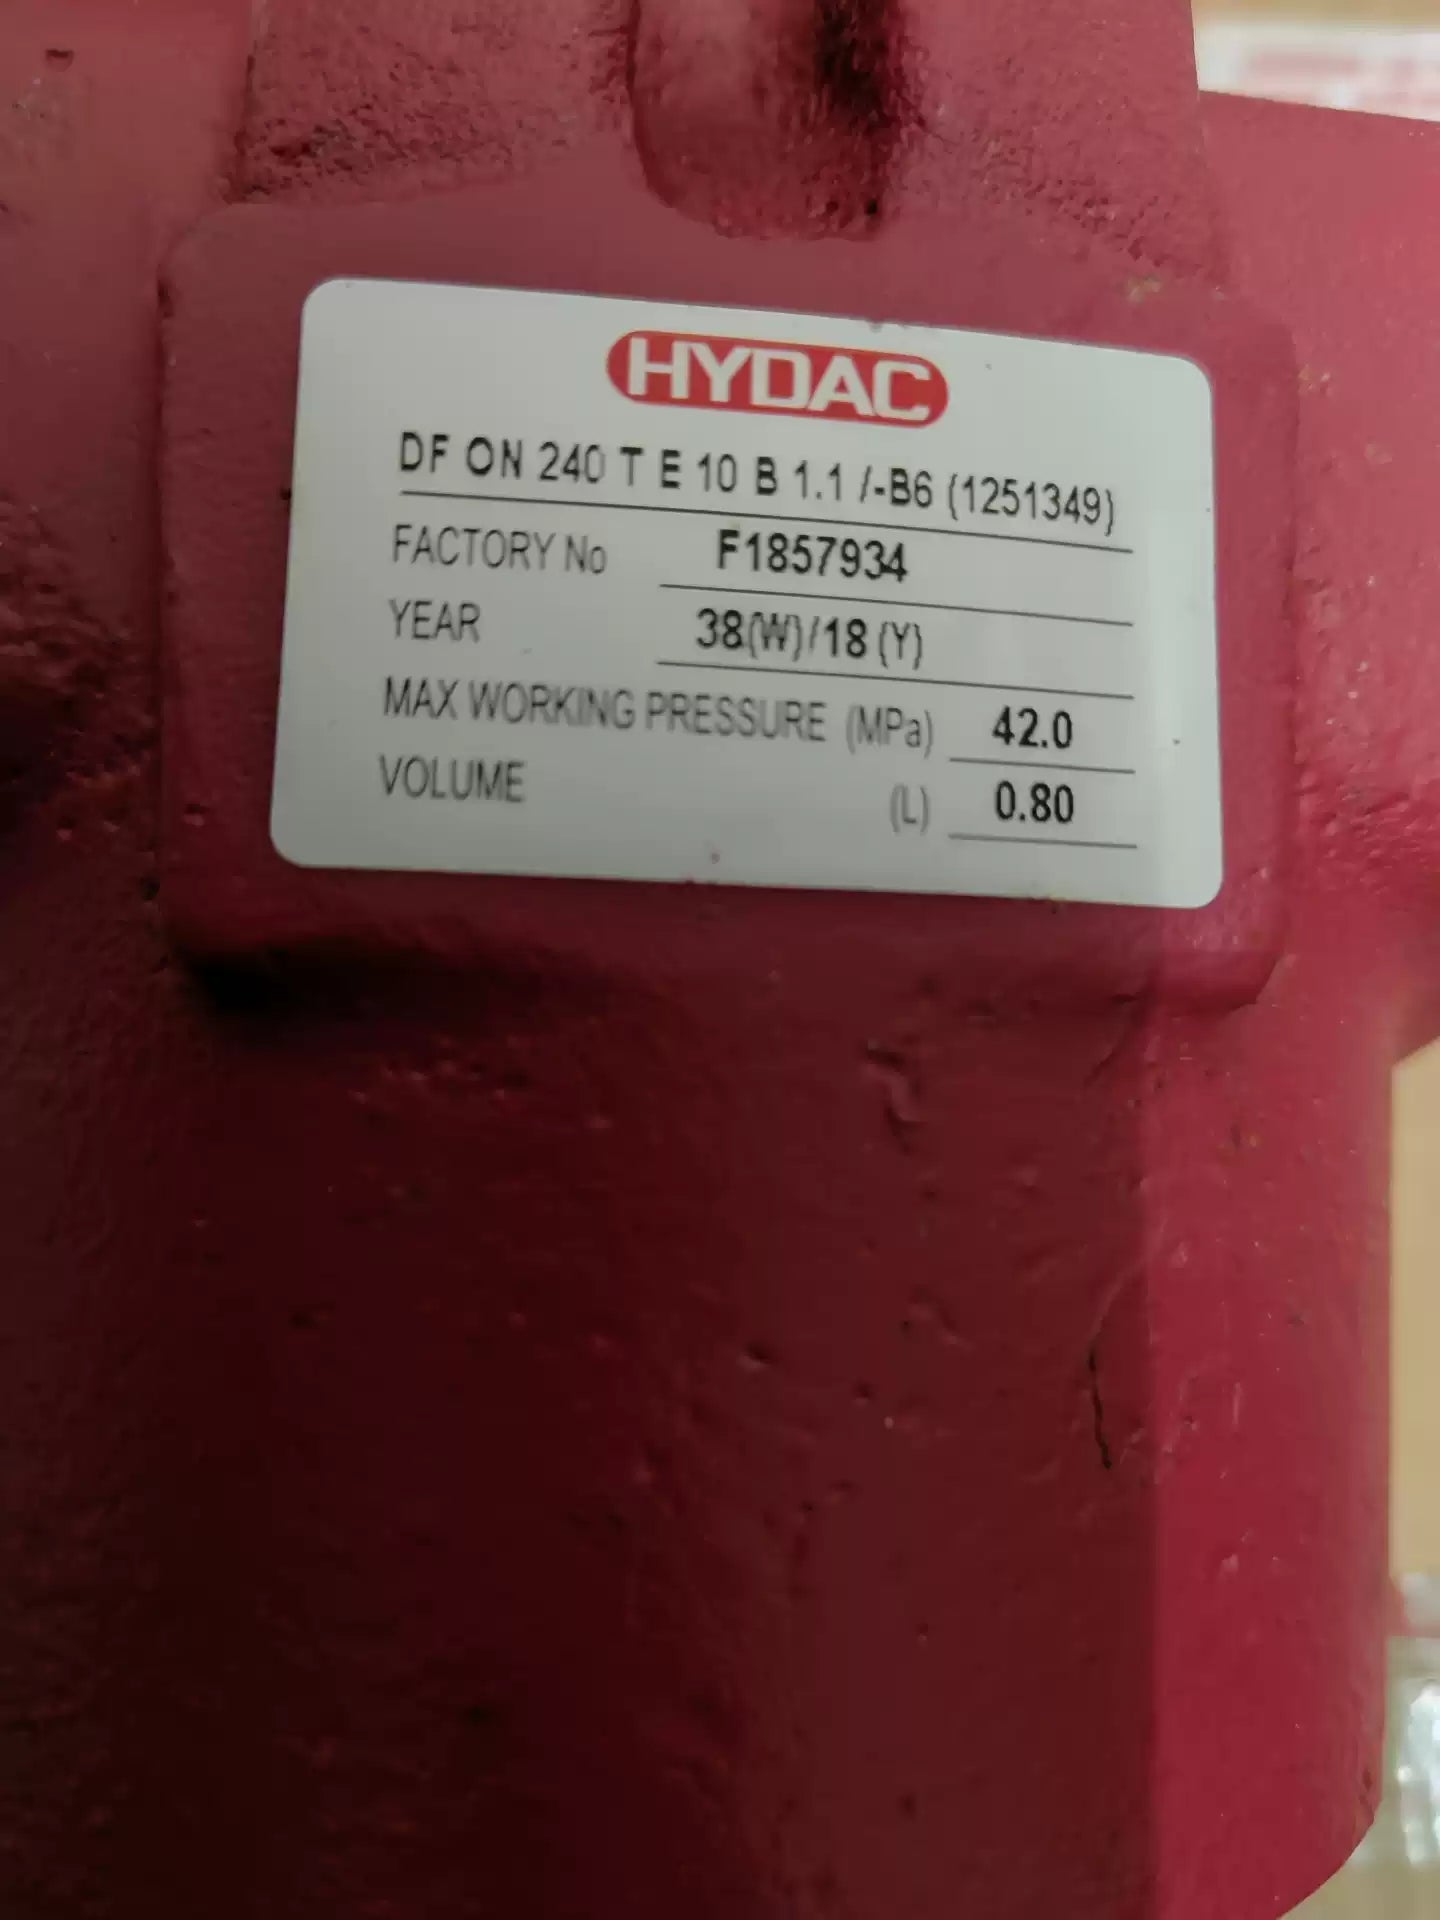 HYDAC
DF ON 240 T E 10 B 1.1 /-B6 (1251349)
FACTORY No F1857934
YEAR 38(W)/18(Y)
MAX WORKING PRESSURE (MPa) 42.0
VOLUME (L) 0.80